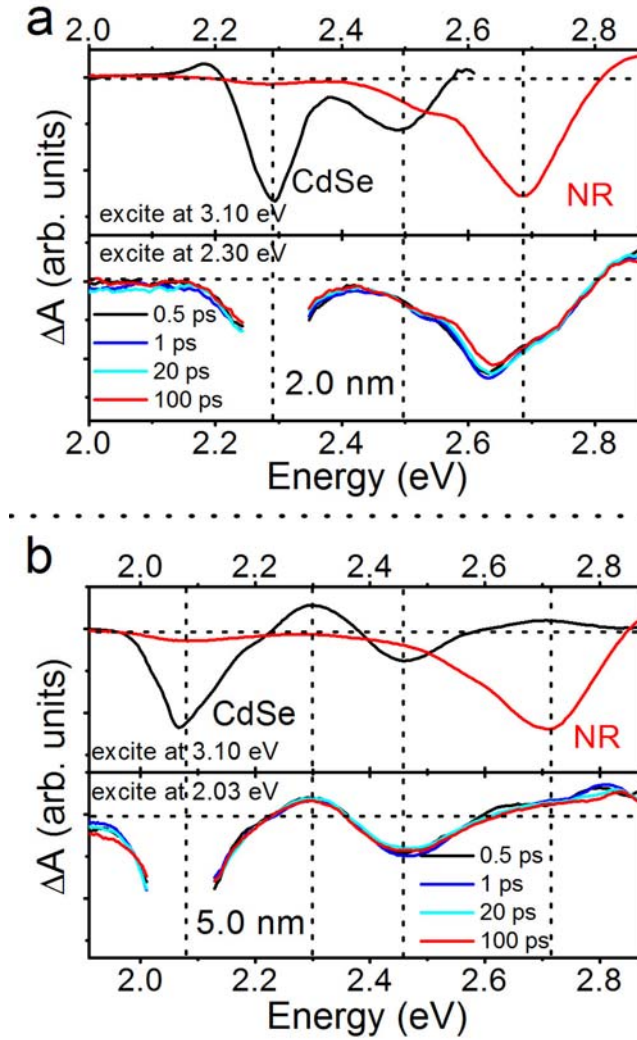 a
2.0 2.2 2.4 2.6 2.8
CdSe
NR
excite at 3.10 eV
excite at 2.30 eV
0.5 ps
1 ps
20 ps
100 ps
2.0 nm
ΔA (arb. units)
2.0 2.2 2.4 2.6 2.8
Energy (eV)
b
2.0 2.2 2.4 2.6 2.8
CdSe
NR
excite at 3.10 eV
excite at 2.03 eV
0.5 ps
1 ps
20 ps
100 ps
5.0 nm
ΔA (arb. units)
2.0 2.2 2.4 2.6 2.8
Energy (eV)